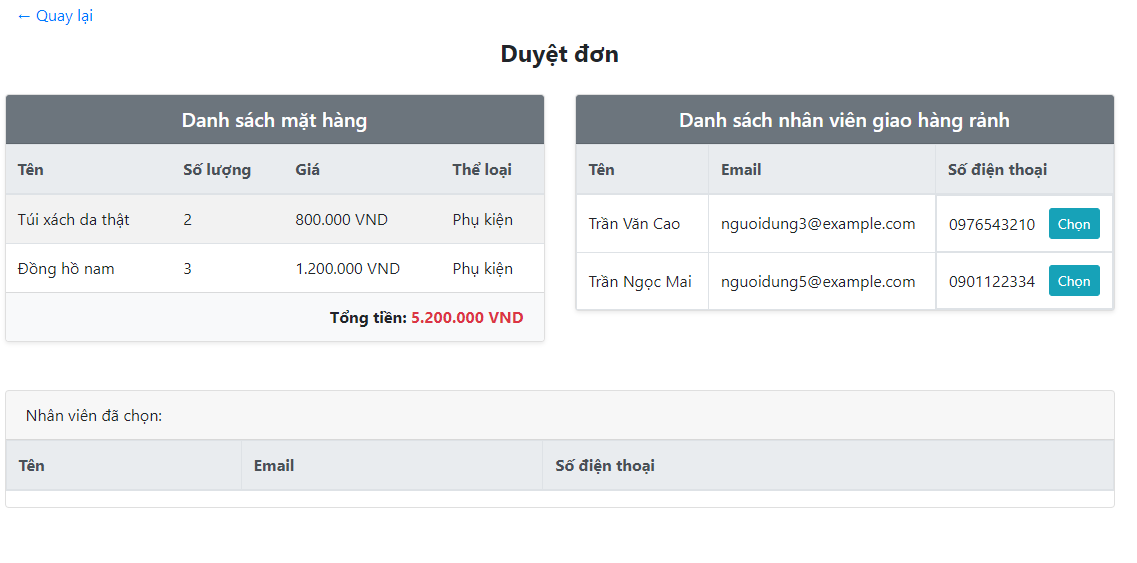 ← Quay lại
Duyệt đơn
Danh sách mặt hàng
Tên Số lượng Giá Thể loại
Túi xách da thật 2 800.000 VND Phụ kiện
Đồng hồ nam 3 1.200.000 VND Phụ kiện
Tổng tiền: 5.200.000 VND
Danh sách nhân viên giao hàng rảnh
Tên Email Số điện thoại
Trần Văn Cao nguoidung3@example.com 0976543210 Chọn
Trần Ngọc Mai nguoidung5@example.com 0901122334 Chọn
Nhân viên đã chọn:
Tên Email Số điện thoại